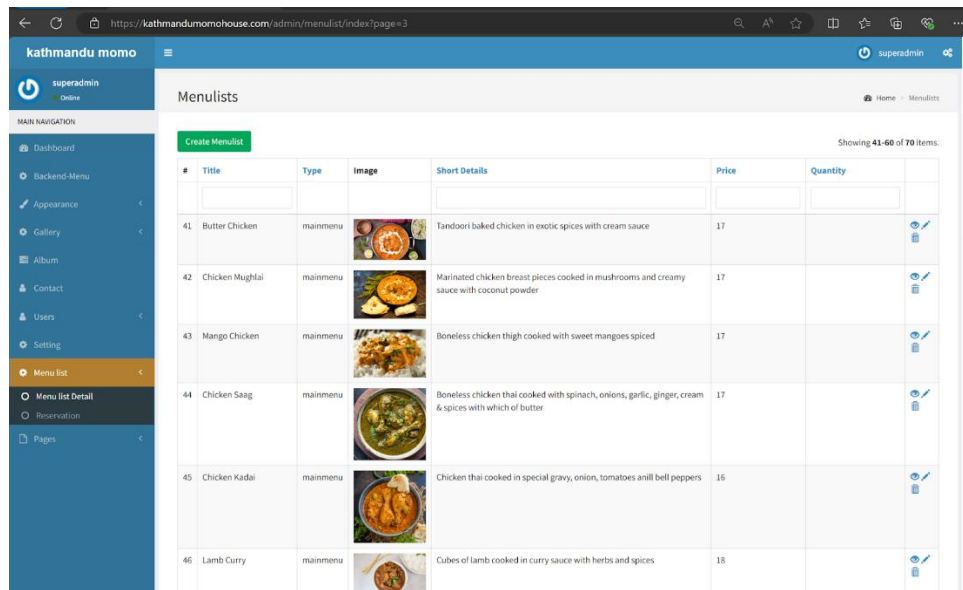 https://kathmandumomohouse.com/admin/menulist/index?page=3
kathmandu momo
superadmin
superadmin
Online
Menulists
Home > Menulists
MAIN NAVIGATION
Dashboard
Backend-Menu
Appearance
Gallery
Album
Contact
Users
Setting
Menu list
Menu list Detail
Reservation
Pages
Create Menulist
Showing 41-60 of 70 items.
# Title Type Image Short Details Price Quantity
41 Butter Chicken mainmenu Tandoori baked chicken in exotic spices with cream sauce 17
42 Chicken Mughlai mainmenu Marinated chicken breast pieces cooked in mushrooms and creamy 17
sauce with coconut powder
43 Mango Chicken mainmenu Boneless chicken thigh cooked with sweet mangoes spiced 17
44 Chicken Saag mainmenu Boneless chicken thai cooked with spinach, onions, garlic, ginger, cream 17
& spices with which of butter
45 Chicken Kadai mainmenu Chicken thai cooked in special gravy, onion, tomatoes anill bell peppers 16
46 Lamb Curry mainmenu Cubes of lamb cooked in curry sauce with herbs and spices 18